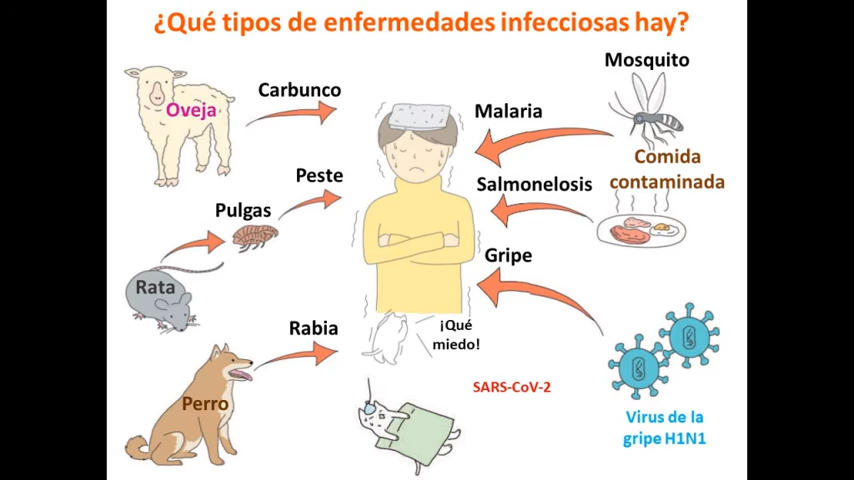 ¿Qué tipos de enfermedades infecciosas hay?
Mosquito
Carbunco
Oveja
Malaria
Comida
contaminada
Peste
Salmonelosis
Pulgas
Gripe
Rata
Rabia
¡Qué
miedo!
SARS-CoV-2
Perro
Virus de la
gripe H1N1